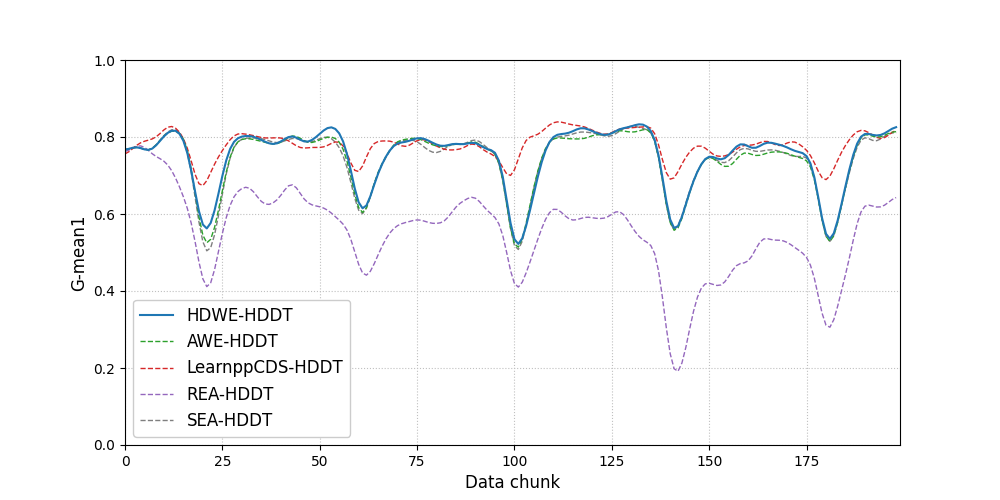 1.0
0.8
0.6
0.4
0.2
0.0
G-mean1
HDWE-HDDT
AWE-HDDT
LearnppCDS-HDDT
REA-HDDT
SEA-HDDT
0 25 50 75 100 125 150 175
Data chunk